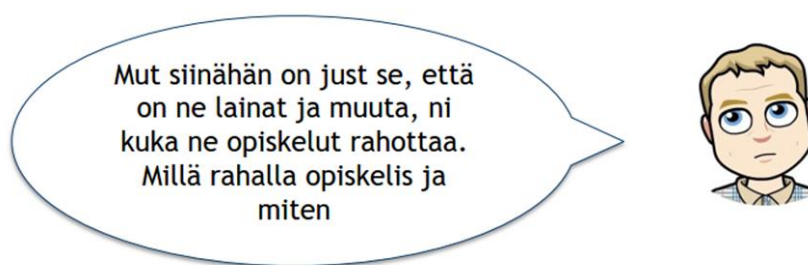 Mut siinähän on just se, että
on ne lainat ja muuta, ni
kuka ne opiskelut rahottaa.
Millä rahalla opiskelis ja
miten